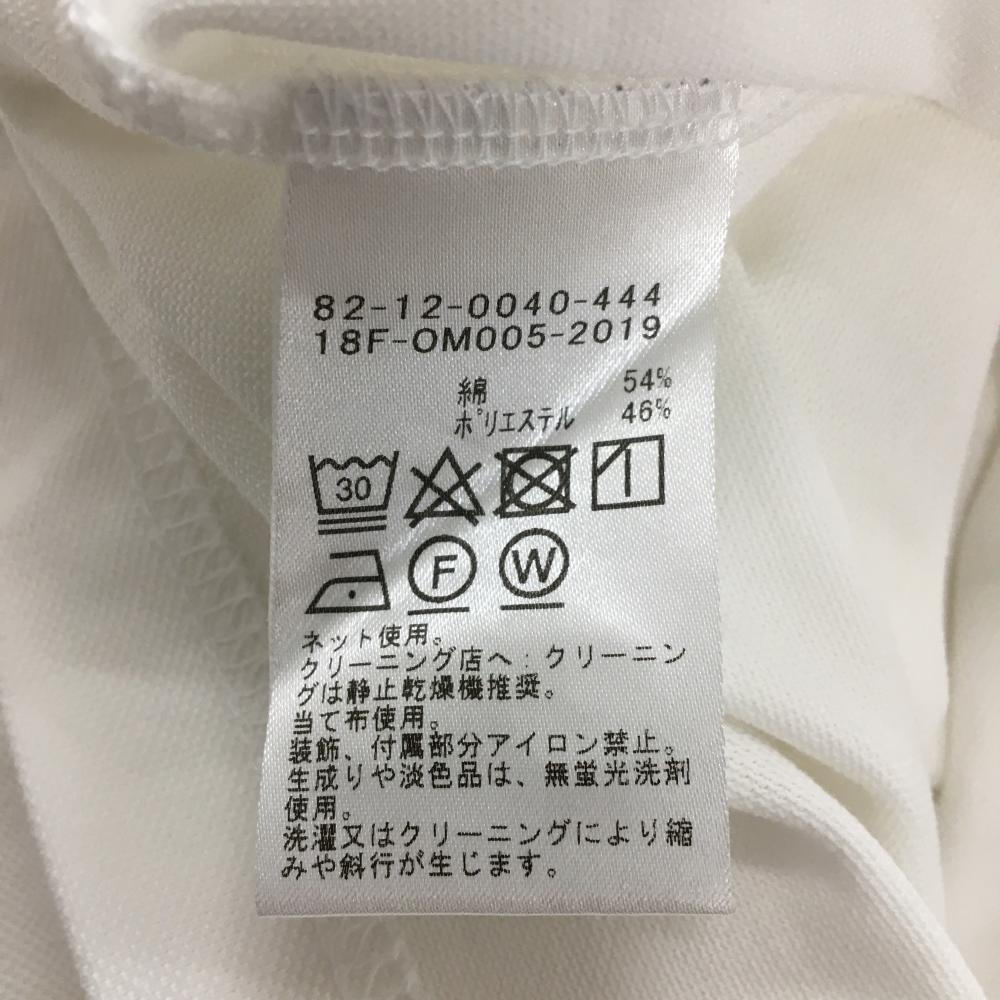 82-12-0040-444
18F-OM005-2019
綿 54%
ポリエステル 46%
30
F W
ネット使用。
クリーニング店へ:クリーニン
グは静止乾燥機推奨。
当て布使用。
装飾、付属部分アイロン禁止。
生成りや淡色品は、無蛍光洗剤
使用。
洗濯又はクリーニングにより縮
みや斜行が生じます。